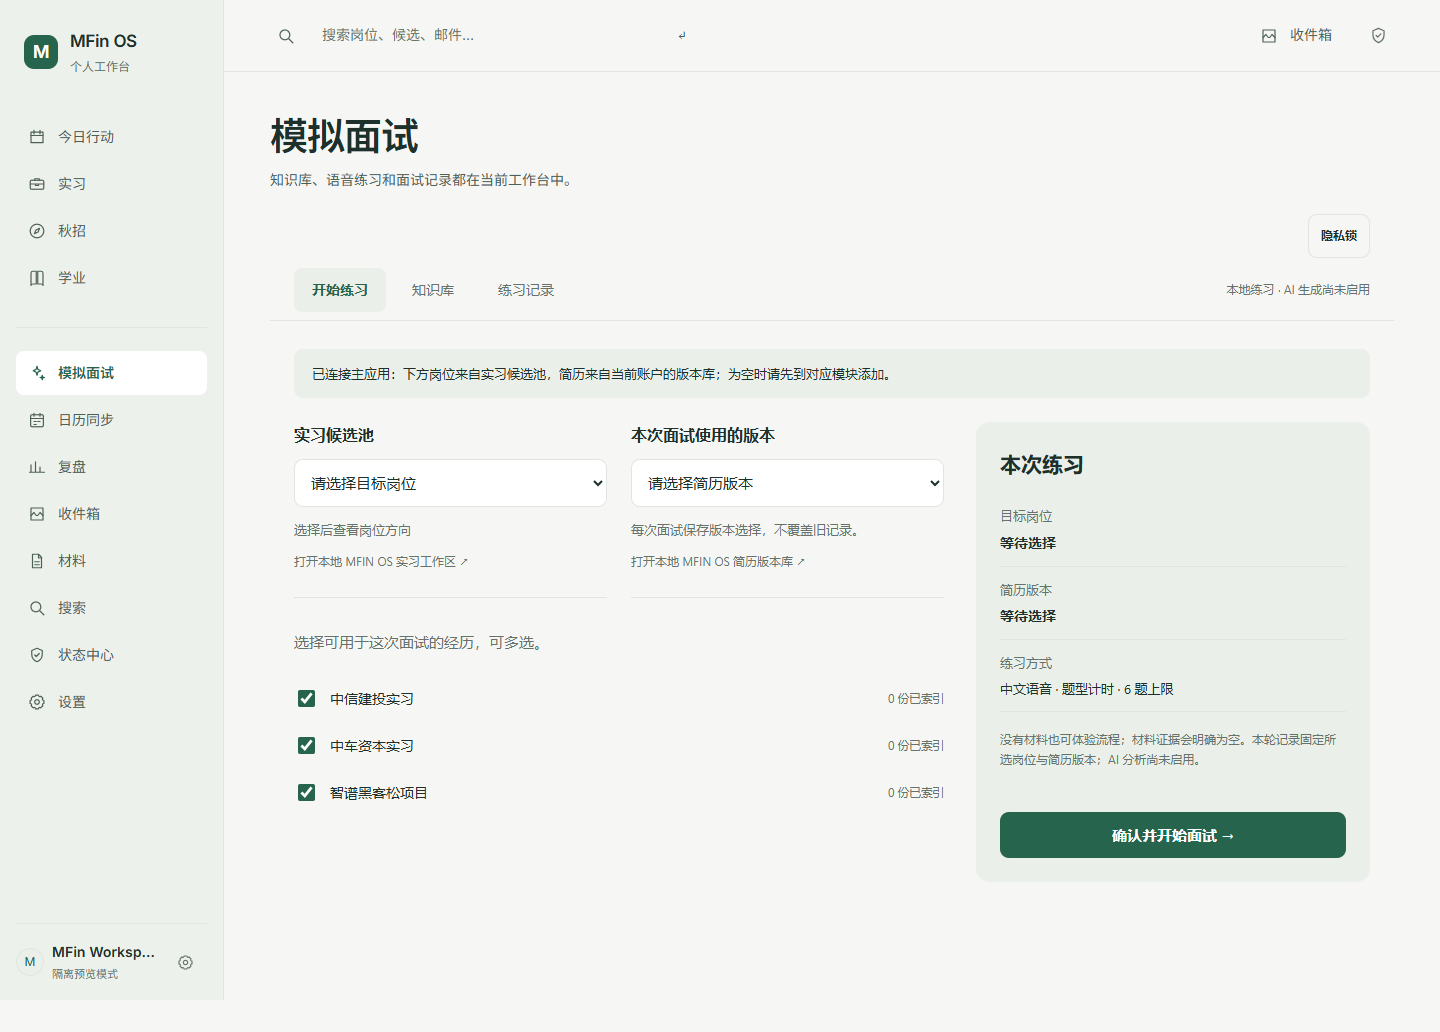 M
MFin OS
个人工作台
今日行动
实习
秋招
学业
模拟面试
日历同步
复盘
收件箱
材料
搜索
状态中心
设置
M
MFin Worksp...
隔离预览模式
搜索岗位、候选、邮件...
↵
收件箱
模拟面试
知识库、语音练习和面试记录都在当前工作台中。
隐私锁
开始练习
知识库
练习记录
本地练习 · AI 生成尚未启用
已连接主应用：下方岗位来自实习候选池，简历来自当前账户的版本库；为空时请先到对应模块添加。
实习候选池
请选择目标岗位
选择后查看岗位方向
打开本地 MFIN OS 实习工作区 ↗
本次面试使用的版本
请选择简历版本
每次面试保存版本选择，不覆盖旧记录。
打开本地 MFIN OS 简历版本库 ↗
选择可用于这次面试的经历，可多选。
中信建投实习
0 份已索引
中车资本实习
0 份已索引
智谱黑客松项目
0 份已索引
本次练习
目标岗位
等待选择
简历版本
等待选择
练习方式
中文语音 · 题型计时 · 6 题上限
没有材料也可体验流程；材料证据会明确为空。本轮记录固定所
选岗位与简历版本；AI 分析尚未启用。
确认并开始面试 →